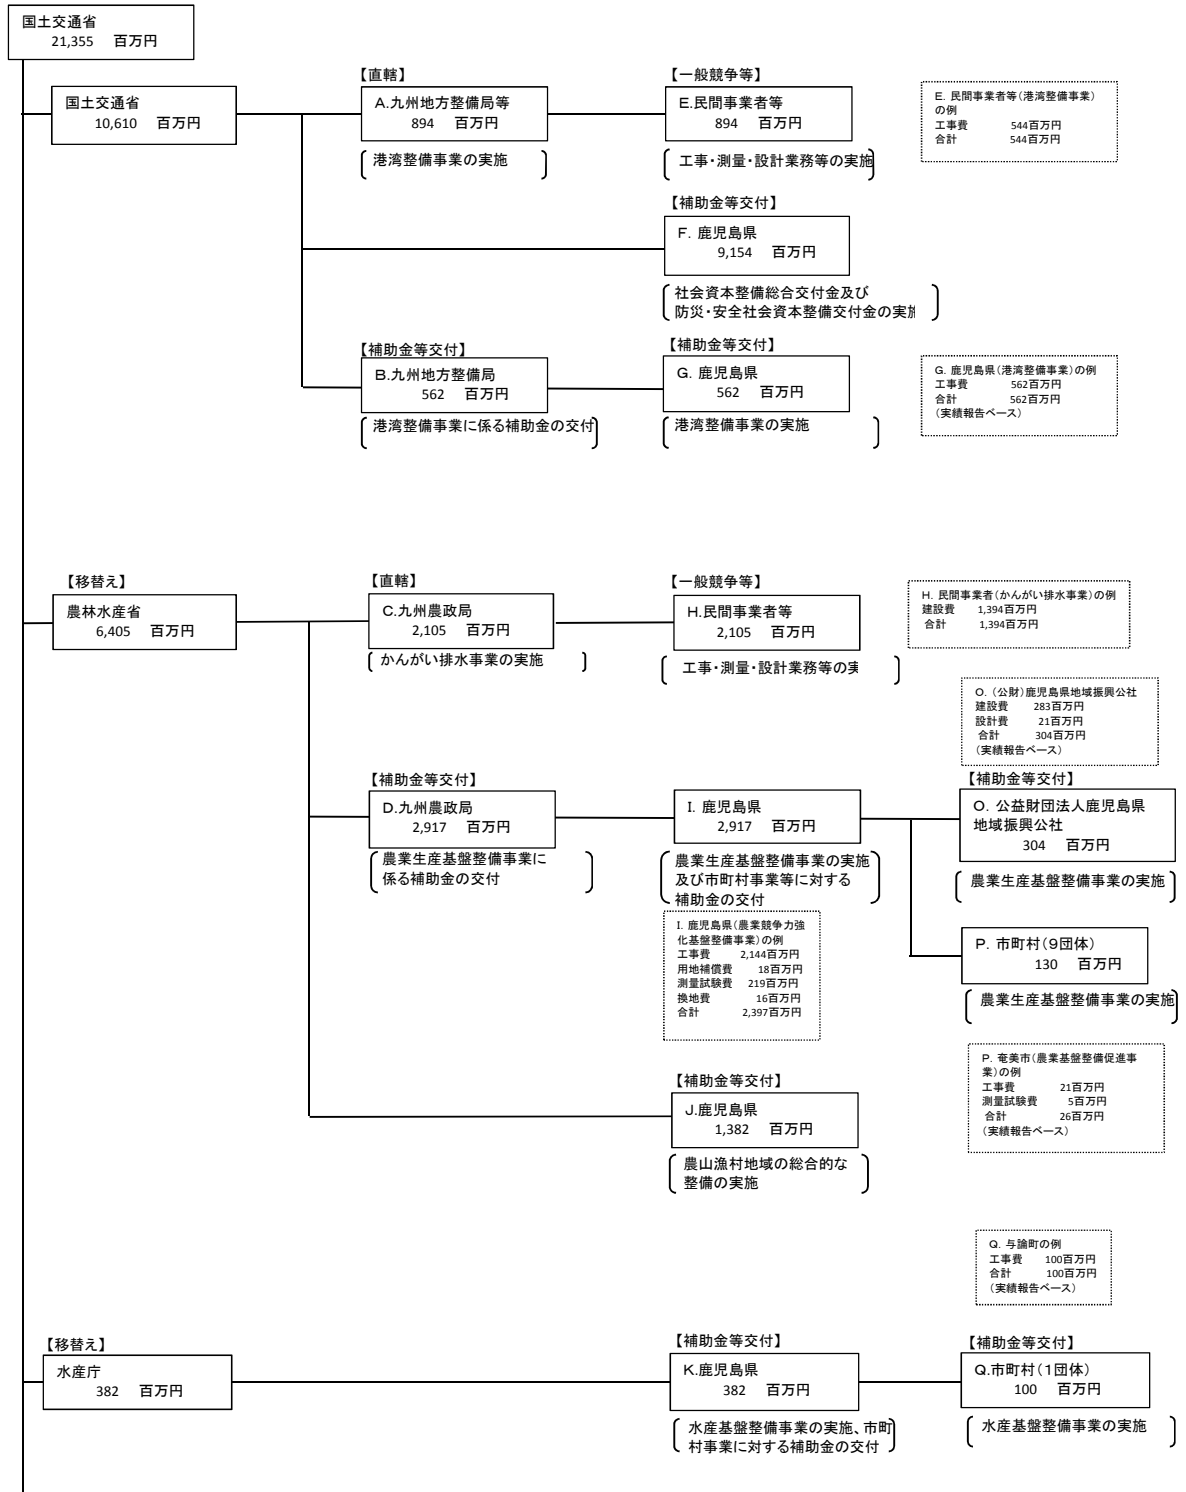 国土交通省
21,355 百万円
国土交通省
10,610 百万円
【直轄】
A.九州地方整備局等
894 百万円
港湾整備事業の実施
【一般競争等】
E.民間事業者等
894 百万円
工事・測量・設計業務等の実施
E. 民間事業者等(港湾整備事業)
の例
工事費 544百万円
合計 544百万円
【補助金等交付】
F. 鹿児島県
9,154 百万円
社会資本整備総合交付金及び
防災・安全社会資本整備交付金の実施
【補助金等交付】
B.九州地方整備局
562 百万円
港湾整備事業に係る補助金の交付
【補助金等交付】
G. 鹿児島県
562 百万円
港湾整備事業の実施
G. 鹿児島県(港湾整備事業)の例
工事費 562百万円
合計 562百万円
(実績報告ベース)
【移替え】
農林水産省
6,405 百万円
【直轄】
C.九州農政局
2,105 百万円
かんがい排水事業の実施
【一般競争等】
H.民間事業者等
2,105 百万円
工事・測量・設計業務等の実
H. 民間事業者(かんがい排水事業)の例
建設費 1,394百万円
合計 1,394百万円
O. (公財)鹿児島県地域振興公社
建設費 283百万円
設計費 21百万円
合計 304百万円
(実績報告ベース)
【補助金等交付】
D.九州農政局
2,917 百万円
農業生産基盤整備事業に
係る補助金の交付
I. 鹿児島県
2,917 百万円
農業生産基盤整備事業の実施
及び市町村事業等に対する
補助金の交付
I. 鹿児島県(農業競争力強
化基盤整備事業)の例
工事費 2,144百万円
用地補償費 18百万円
測量試験費 219百万円
換地費 16百万円
合計 2,397百万円
【補助金等交付】
O. 公益財団法人鹿児島県
地域振興公社
304 百万円
農業生産基盤整備事業の実施
P. 市町村(9団体)
130 百万円
農業生産基盤整備事業の実施
P. 奄美市(農業基盤整備促進事
業)の例
工事費 21百万円
測量試験費 5百万円
合計 26百万円
(実績報告ベース)
【補助金等交付】
J.鹿児島県
1,382 百万円
農山漁村地域の総合的な
整備の実施
Q. 与論町の例
工事費 100百万円
合計 100百万円
(実績報告ベース)
【移替え】
水産庁
382 百万円
【補助金等交付】
K.鹿児島県
382 百万円
水産基盤整備事業の実施、市町
村事業に対する補助金の交付
【補助金等交付】
Q.市町村(1団体)
100 百万円
水産基盤整備事業の実施